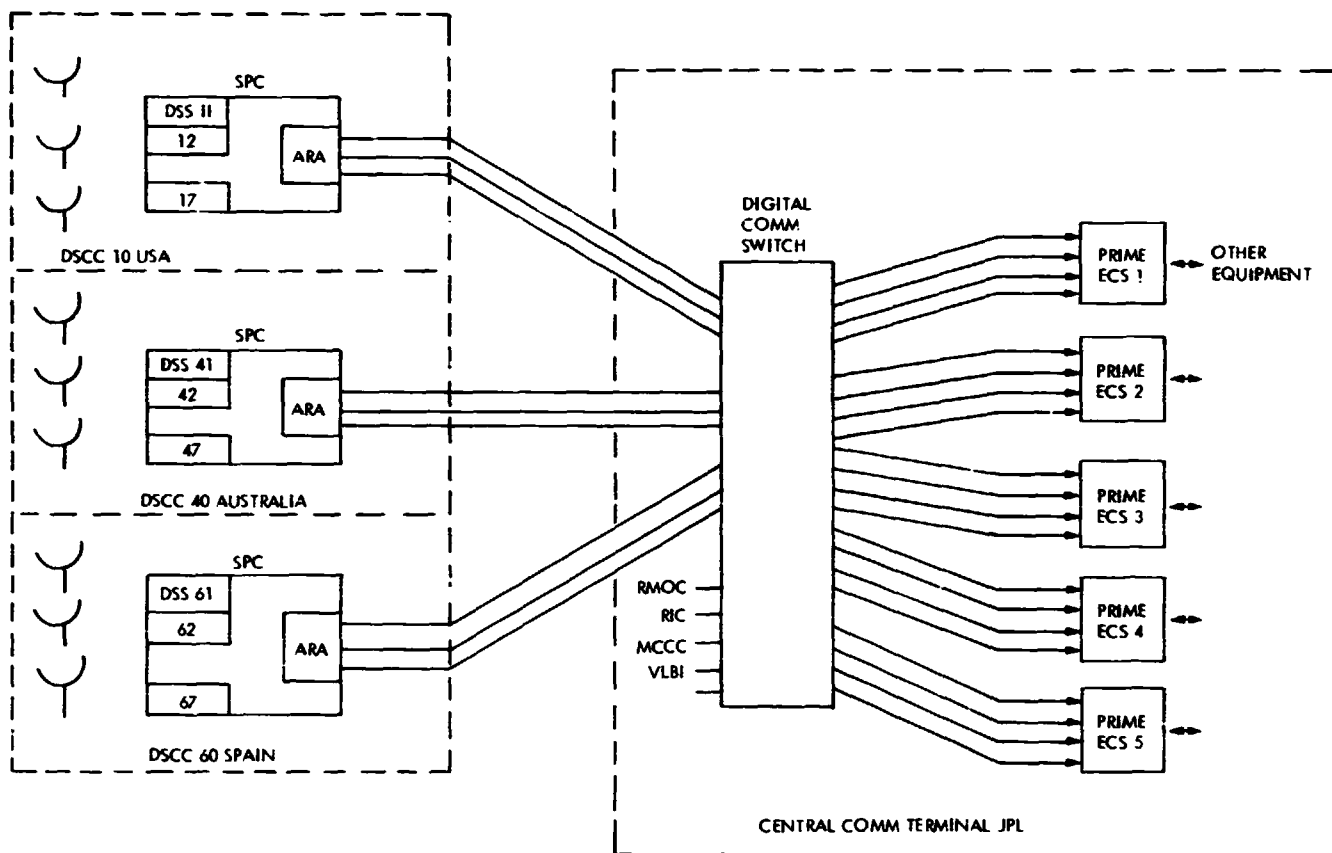 SPC
DSS 11
12
17
ARA
DSCC 10 USA
SPC
DSS 41
42
47
ARA
DSCC 40 AUSTRALIA
SPC
DSS 61
62
67
ARA
DSCC 60 SPAIN
DIGITAL
COMM
SWITCH
RMOC
RIC
MCCC
VLBI
PRIME
ECS 1
OTHER
EQUIPMENT
PRIME
ECS 2
PRIME
ECS 3
PRIME
ECS 4
PRIME
ECS 5
CENTRAL COMM TERMINAL JPL